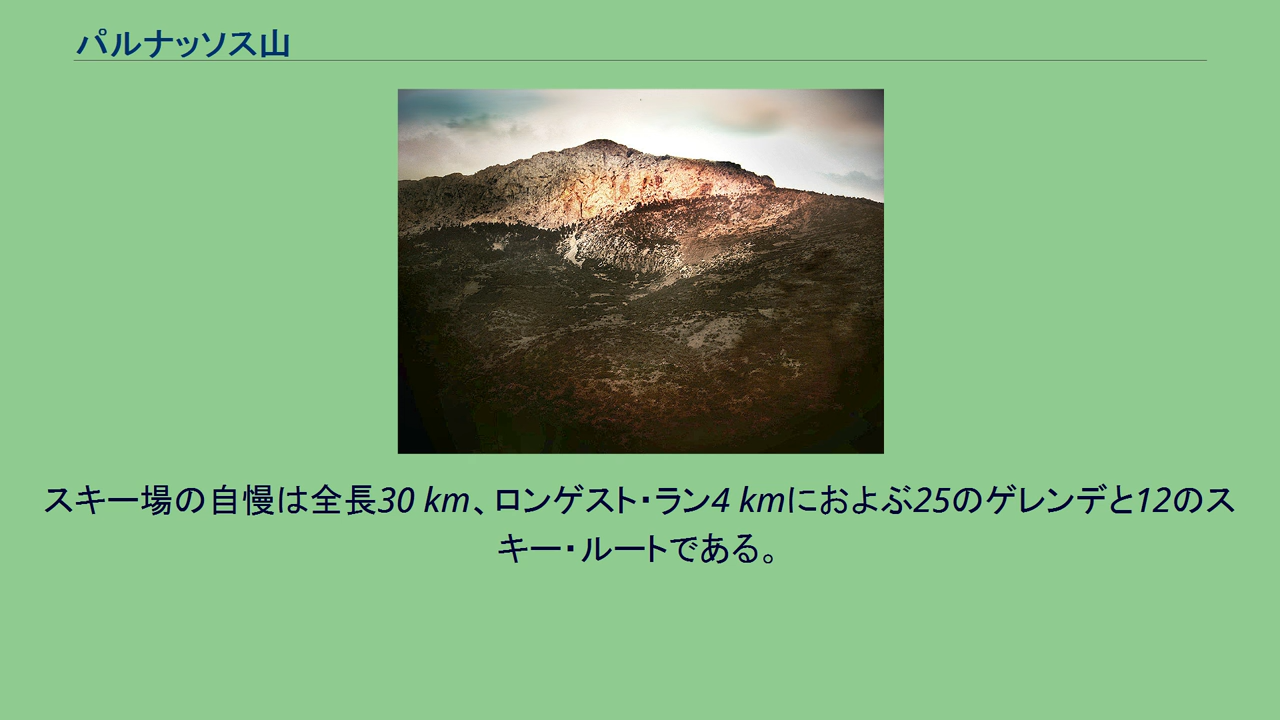 パルナッソス山
スキー場の自慢は全長30 km、ロンゲスト・ラン4 kmにおよぶ25のゲレンデと12のス
キー・ルートである。